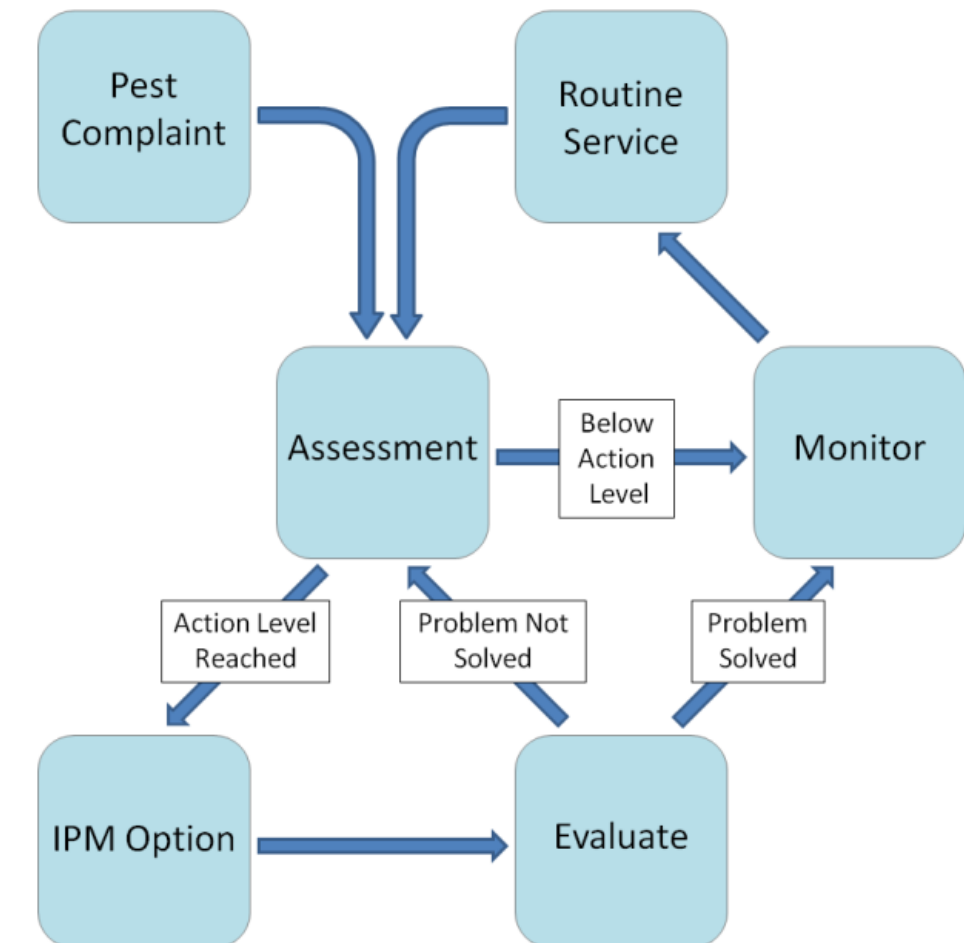 Pest
Complaint
Routine
Service
Assessment
Below
Action
Level
Monitor
Action Level
Reached
Problem Not
Solved
Problem
Solved
IPM Option
Evaluate